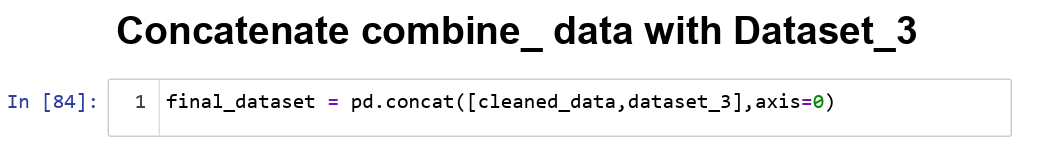 Concatenate combine_ data with Dataset_3
In [84]: 1 final_dataset = pd.concat([cleaned_data,dataset_3],axis=0)